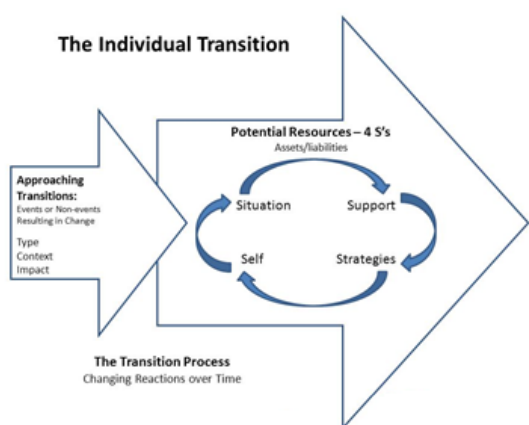 The Individual Transition
Potential Resources – 4 S's
Assets/liabilities
Approaching
Transitions:
Events or Non-events
Resulting in Change
Type
Context
Impact
Situation
Support
Self
Strategies
The Transition Process
Changing Reactions over Time